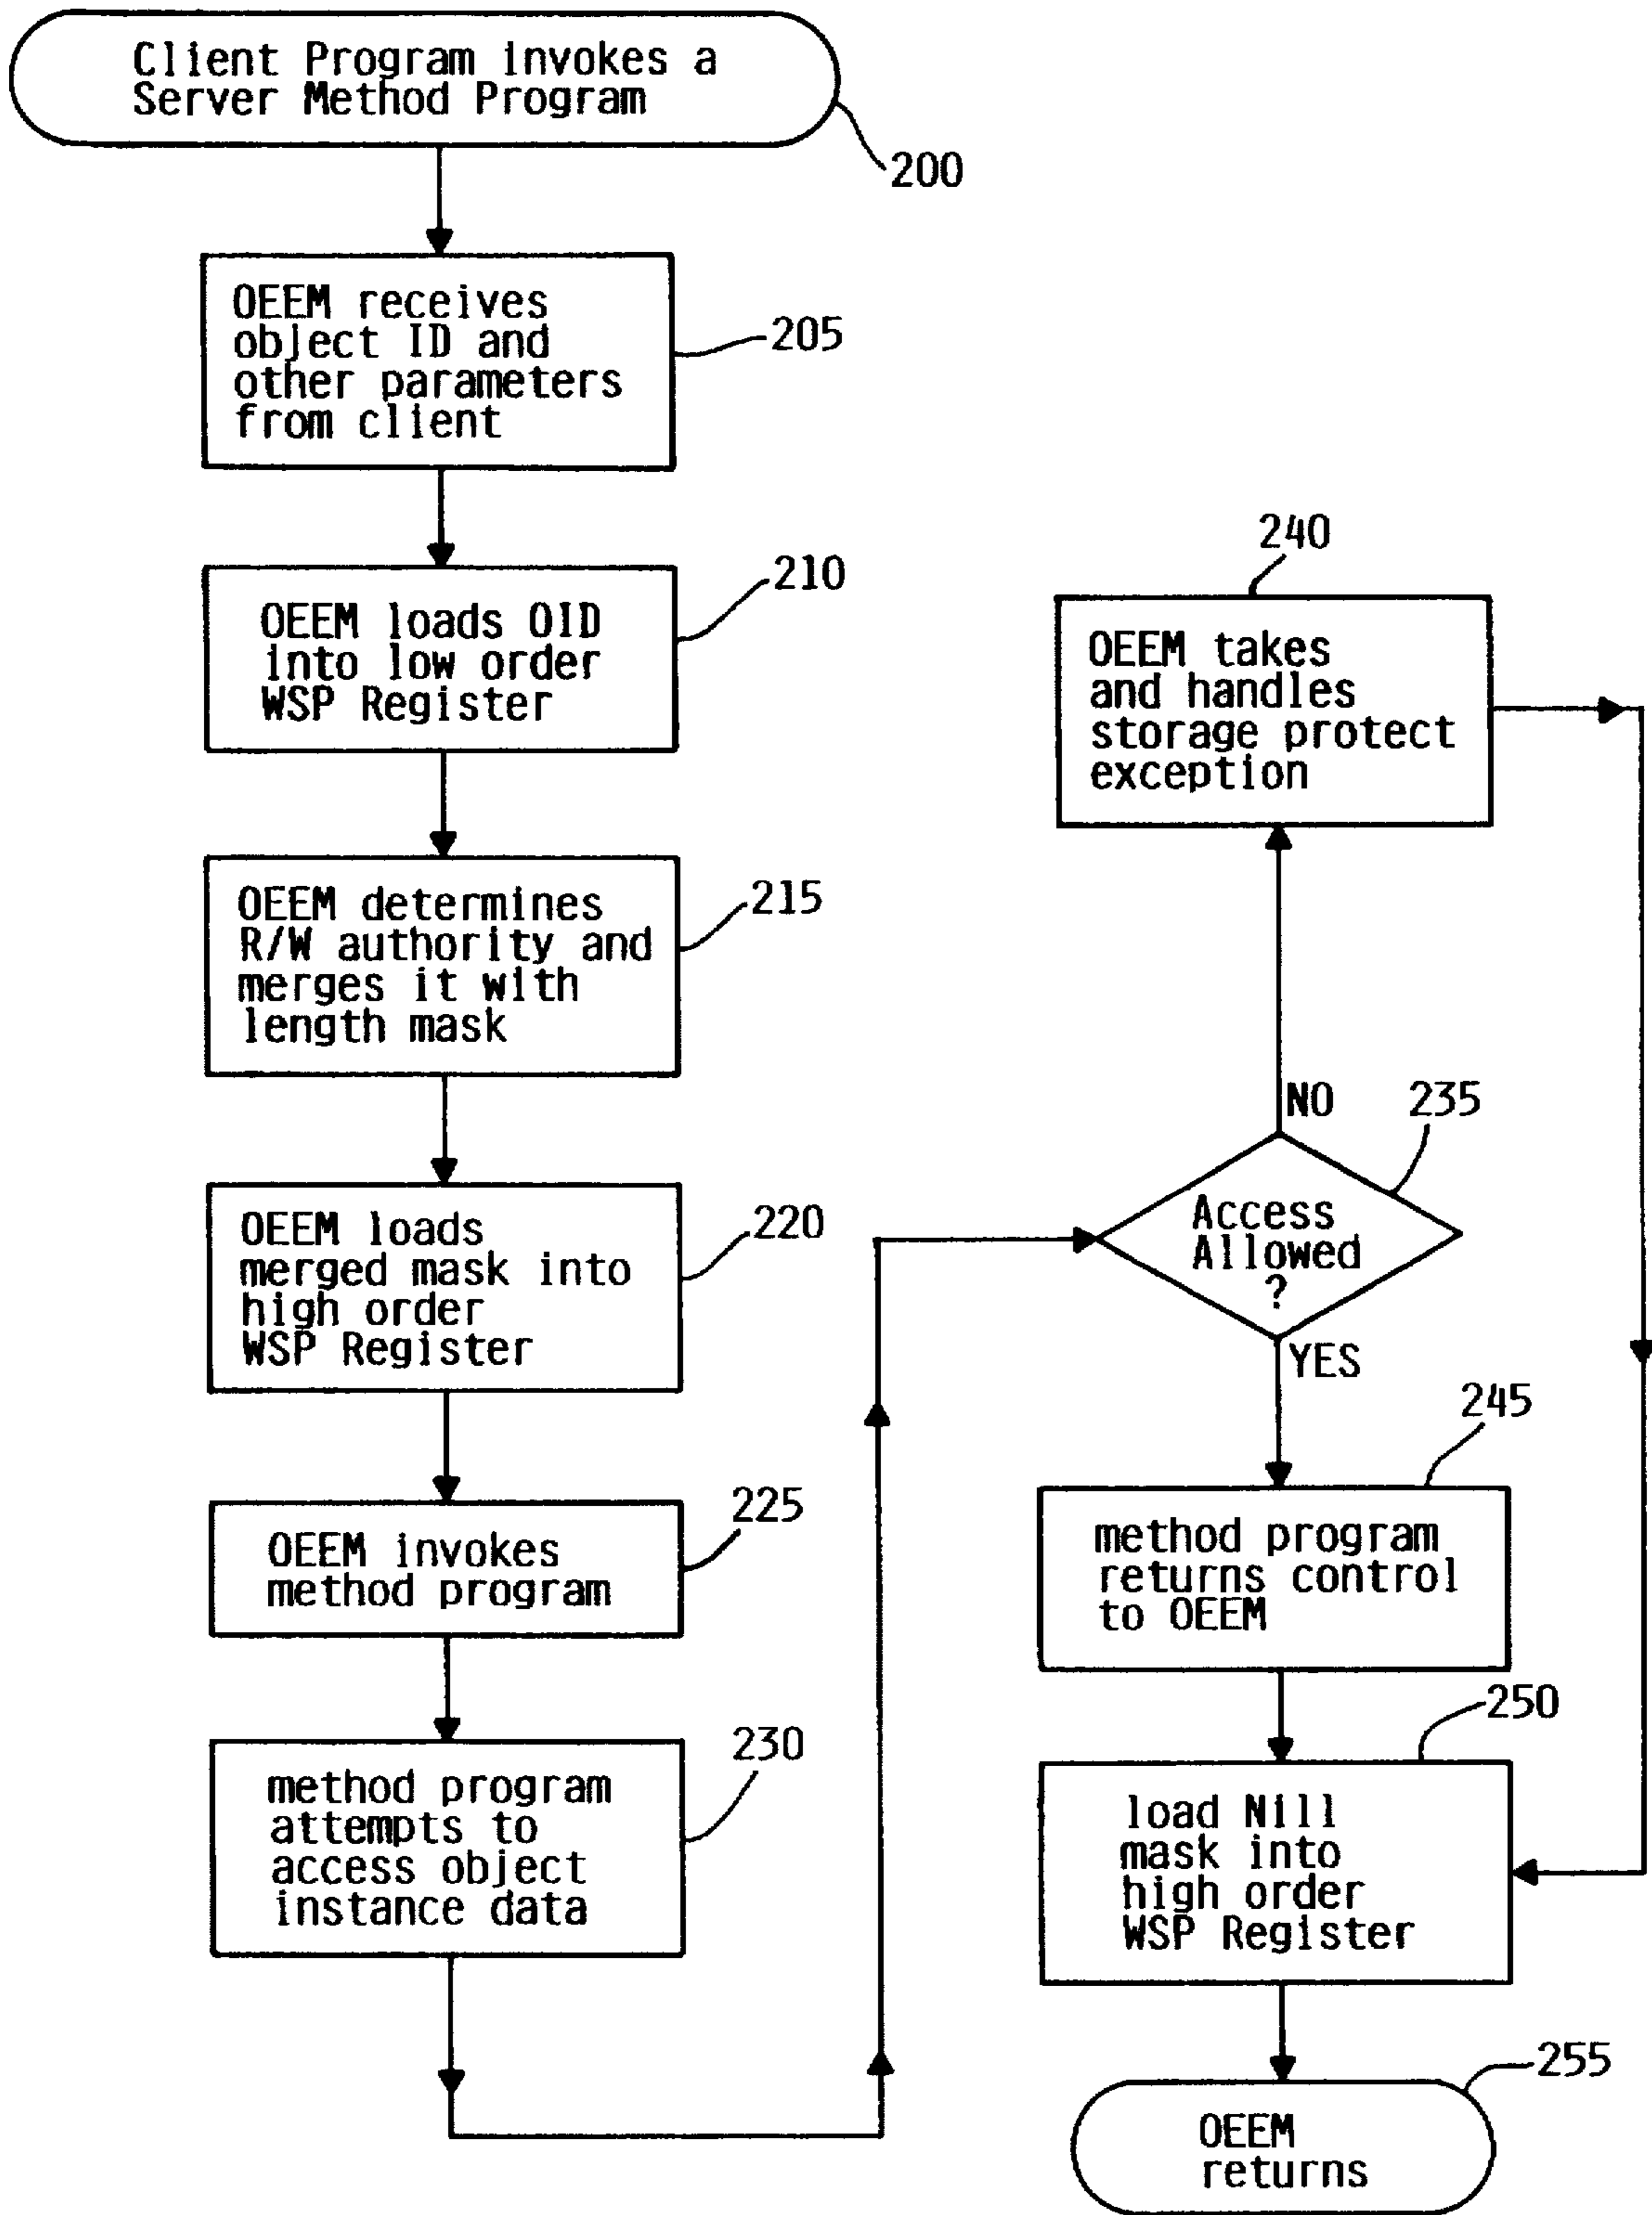 Client Program invokes a
Server Method Program
200
OEEM receives
object ID and
other parameters
from client
205
OEEM loads OID
into low order
WSP Register
210
OEEM determines
R/W authority and
merges it with
length mask
215
OEEM loads
merged mask into
high order
WSP Register
220
OEEM invokes
method program
225
method program
attempts to
access object
instance data
230
Access
Allowed
?
235
NO
YES
240
OEEM takes
and handles
storage protect
exception
245
method program
returns control
to OEEM
250
load Nill
mask into
high order
WSP Register
255
OEEM
returns